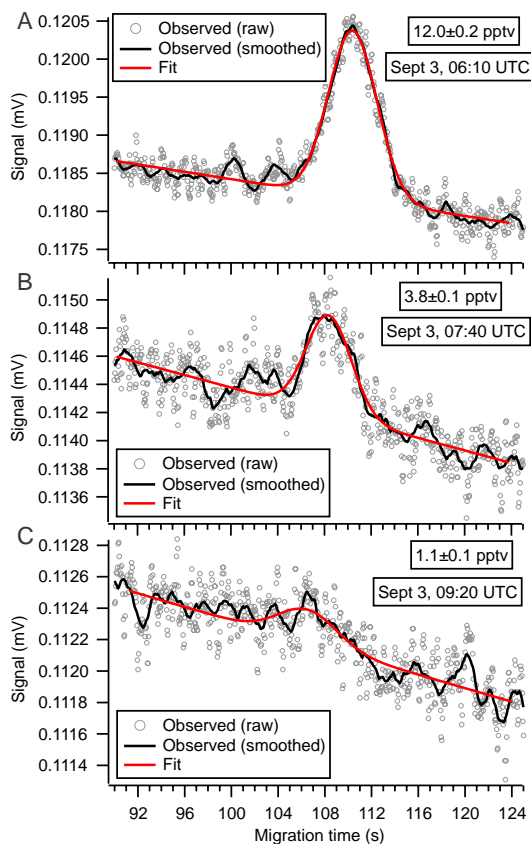 A
0.1205
0.1200
0.1195
0.1190
0.1185
0.1180
0.1175
Signal (mV)
Observed (raw)
Observed (smoothed)
Fit
12.0±0.2 pptv
Sept 3, 06:10 UTC
B
0.1150
0.1148
0.1146
0.1144
0.1142
0.1140
0.1138
0.1136
Signal (mV)
3.8±0.1 pptv
Sept 3, 07:40 UTC
Observed (raw)
Observed (smoothed)
Fit
C
0.1128
0.1126
0.1124
0.1122
0.1120
0.1118
0.1116
0.1114
Signal (mV)
1.1±0.1 pptv
Sept 3, 09:20 UTC
Observed (raw)
Observed (smoothed)
Fit
92 96 100 104 108 112 116 120 124
Migration time (s)